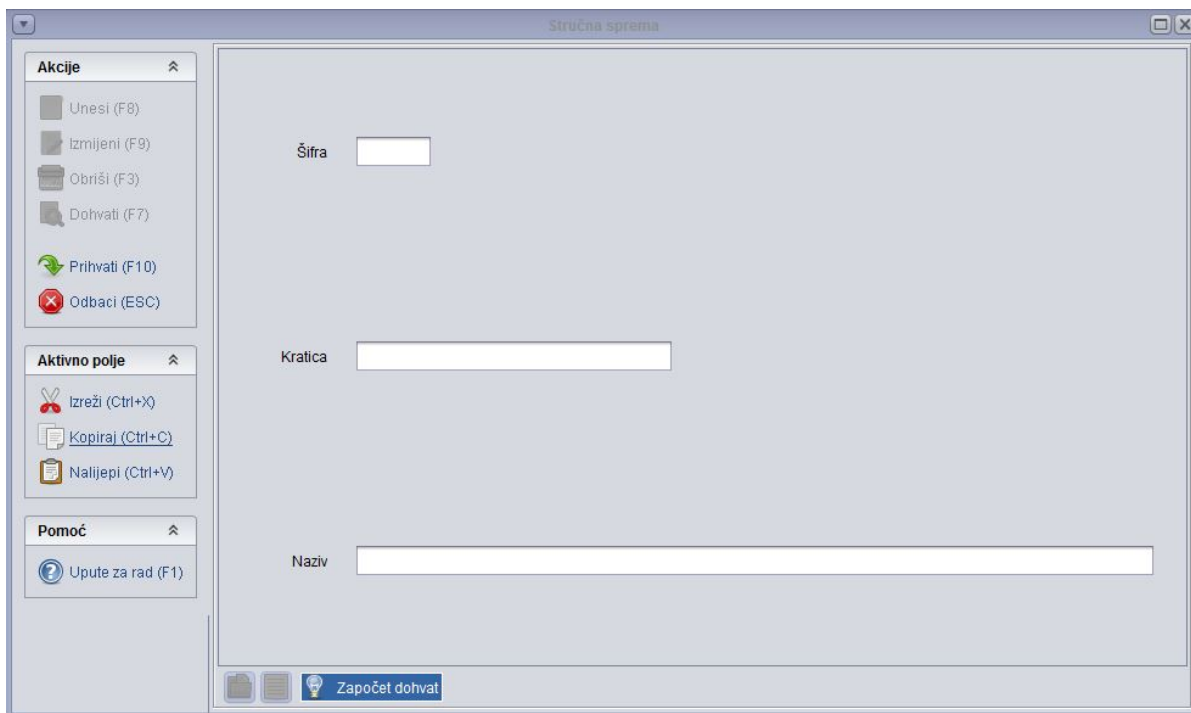 Stručna sprema
Akcije
Unesi (F8)
Izmijeni (F9)
Obriši (F3)
Dohvati (F7)
Prihvati (F10)
Odbaci (ESC)
Aktivno polje
Izreži (Ctrl+X)
Kopiraj (Ctrl+C)
Nalijepi (Ctrl+V)
Pomoć
Upute za rad (F1)
Šifra
Kratica
Naziv
Započet dohvat